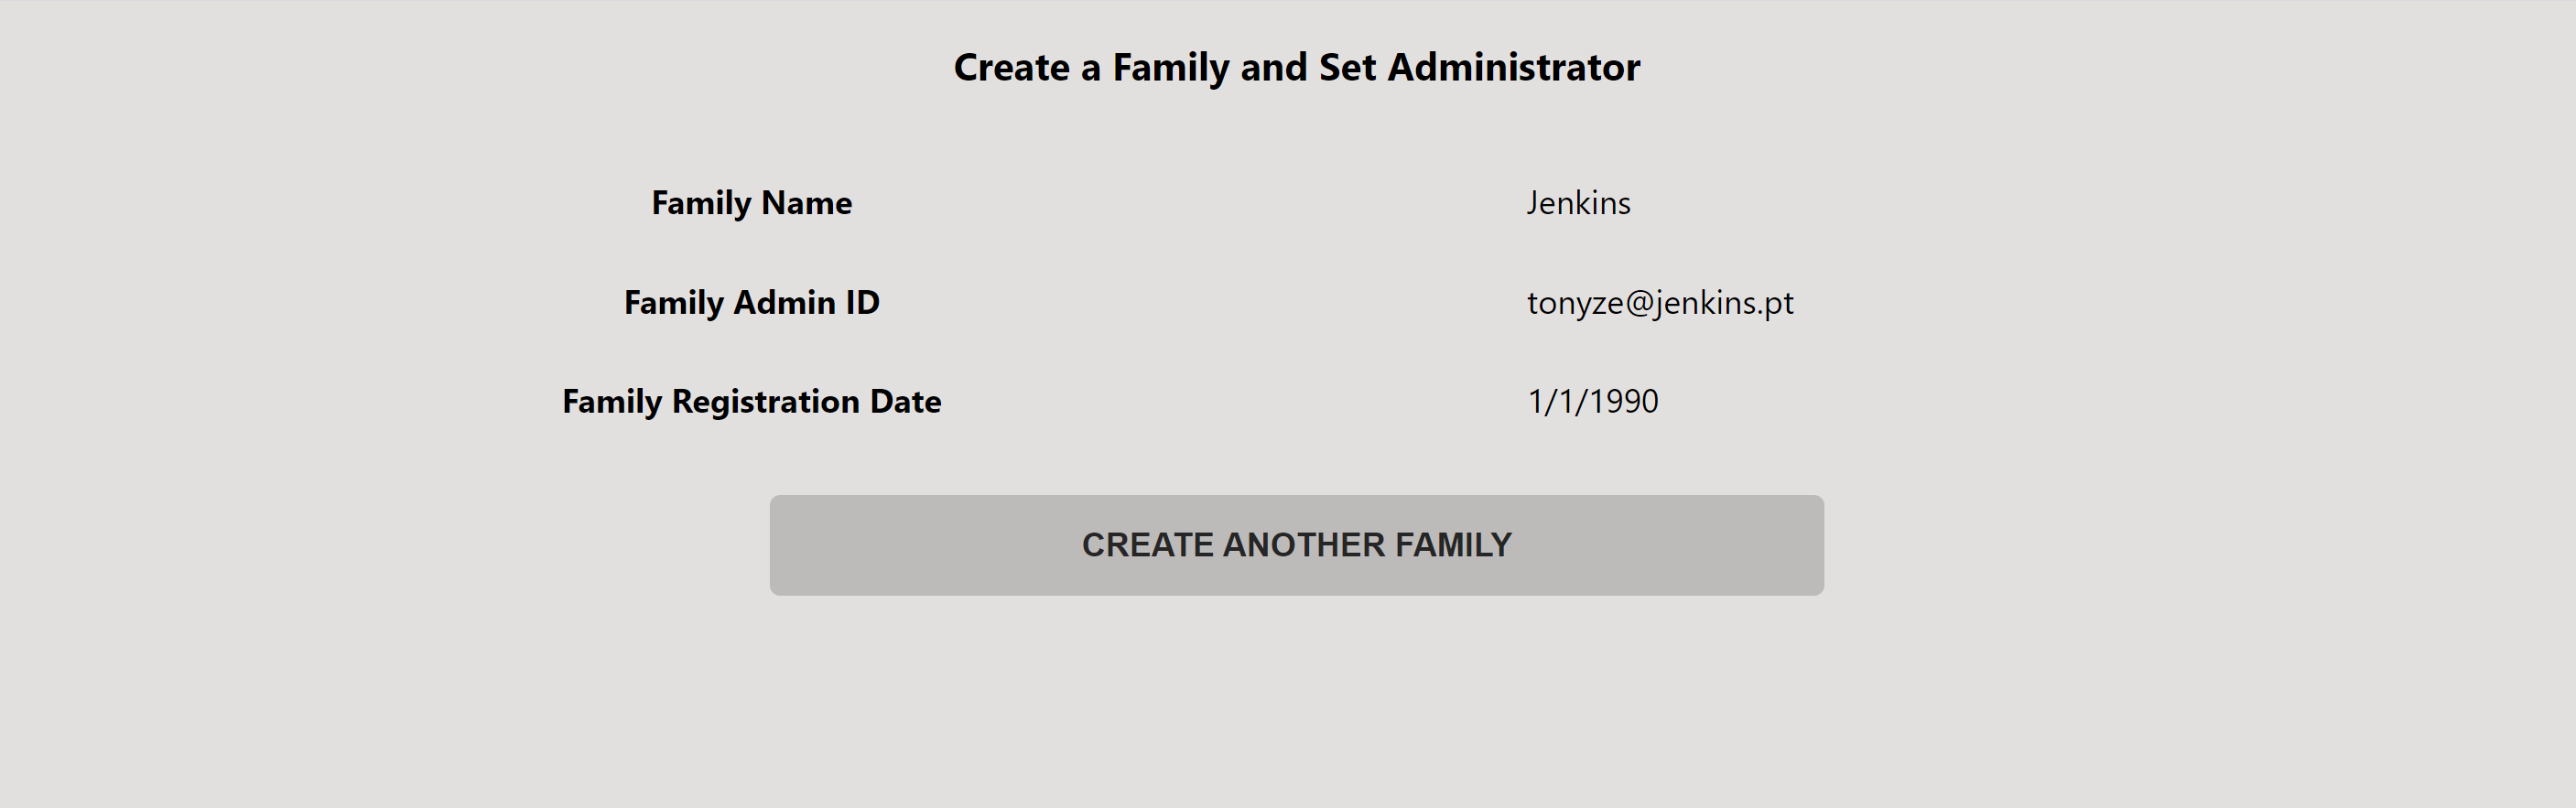 Create a Family and Set Administrator
Family Name Jenkins
Family Admin ID tonyze@jenkins.pt
Family Registration Date 1/1/1990
CREATE ANOTHER FAMILY